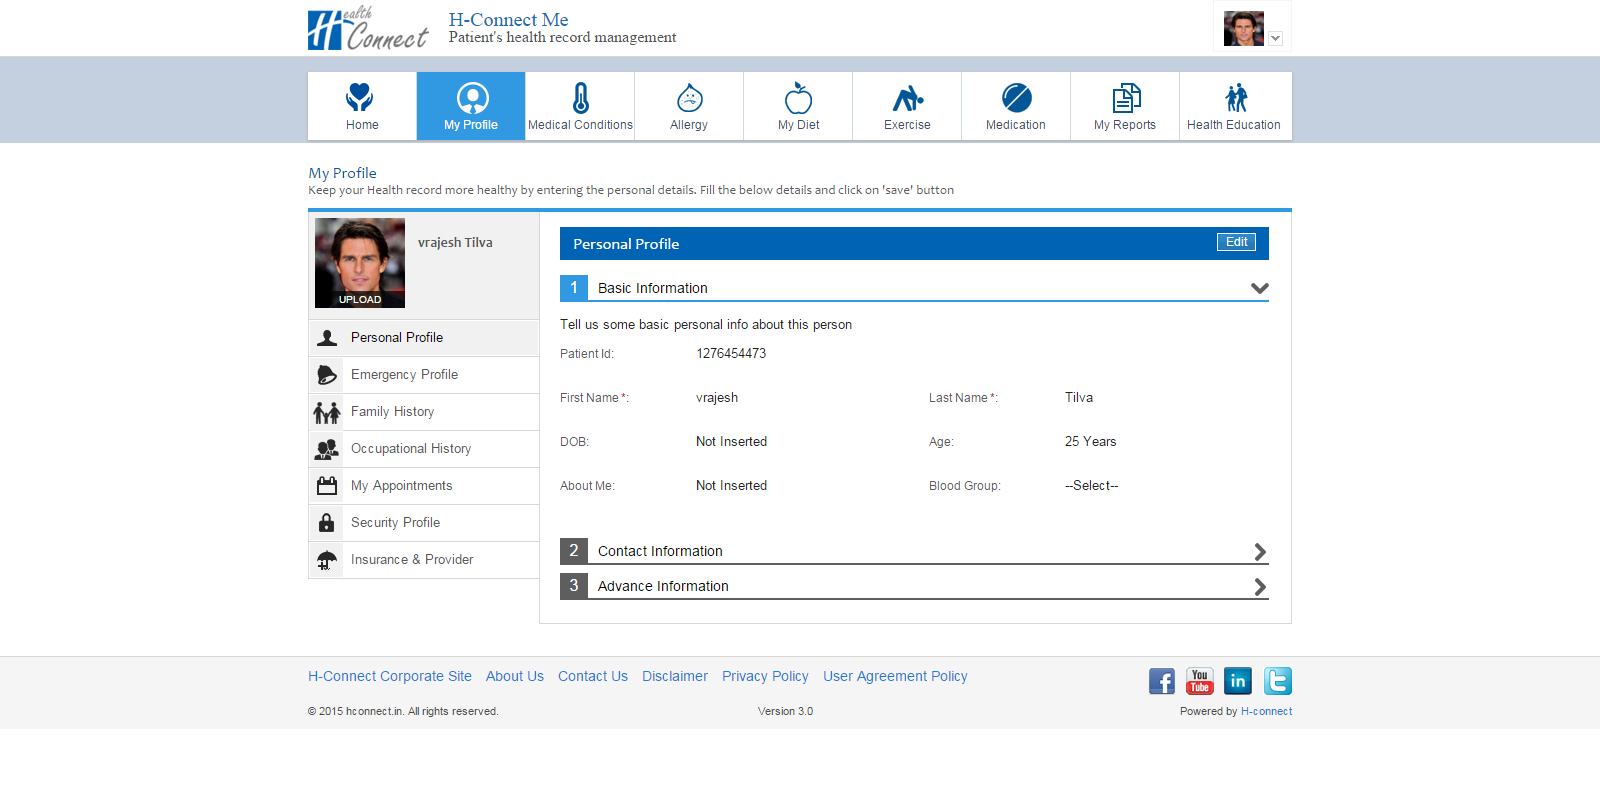 Health Connect
H-Connect Me
Patient's health record management
Home
My Profile
Medical Conditions
Allergy
My Diet
Exercise
Medication
My Reports
Health Education
My Profile
Keep your Health record more healthy by entering the personal details. Fill the below details and click on 'save' button
UPLOAD
vrajesh Tilva
Personal Profile
Emergency Profile
Family History
Occupational History
My Appointments
Security Profile
Insurance & Provider
Personal Profile Edit
1 Basic Information
Tell us some basic personal info about this person
Patient Id: 1276454473
First Name *: vrajesh Last Name *: Tilva
DOB: Not Inserted Age: 25 Years
About Me: Not Inserted Blood Group: --Select--
2 Contact Information
3 Advance Information
H-Connect Corporate Site About Us Contact Us Disclaimer Privacy Policy User Agreement Policy
f You Tube in t
© 2015 hconnect.in. All rights reserved. Version 3.0 Powered by H-connect